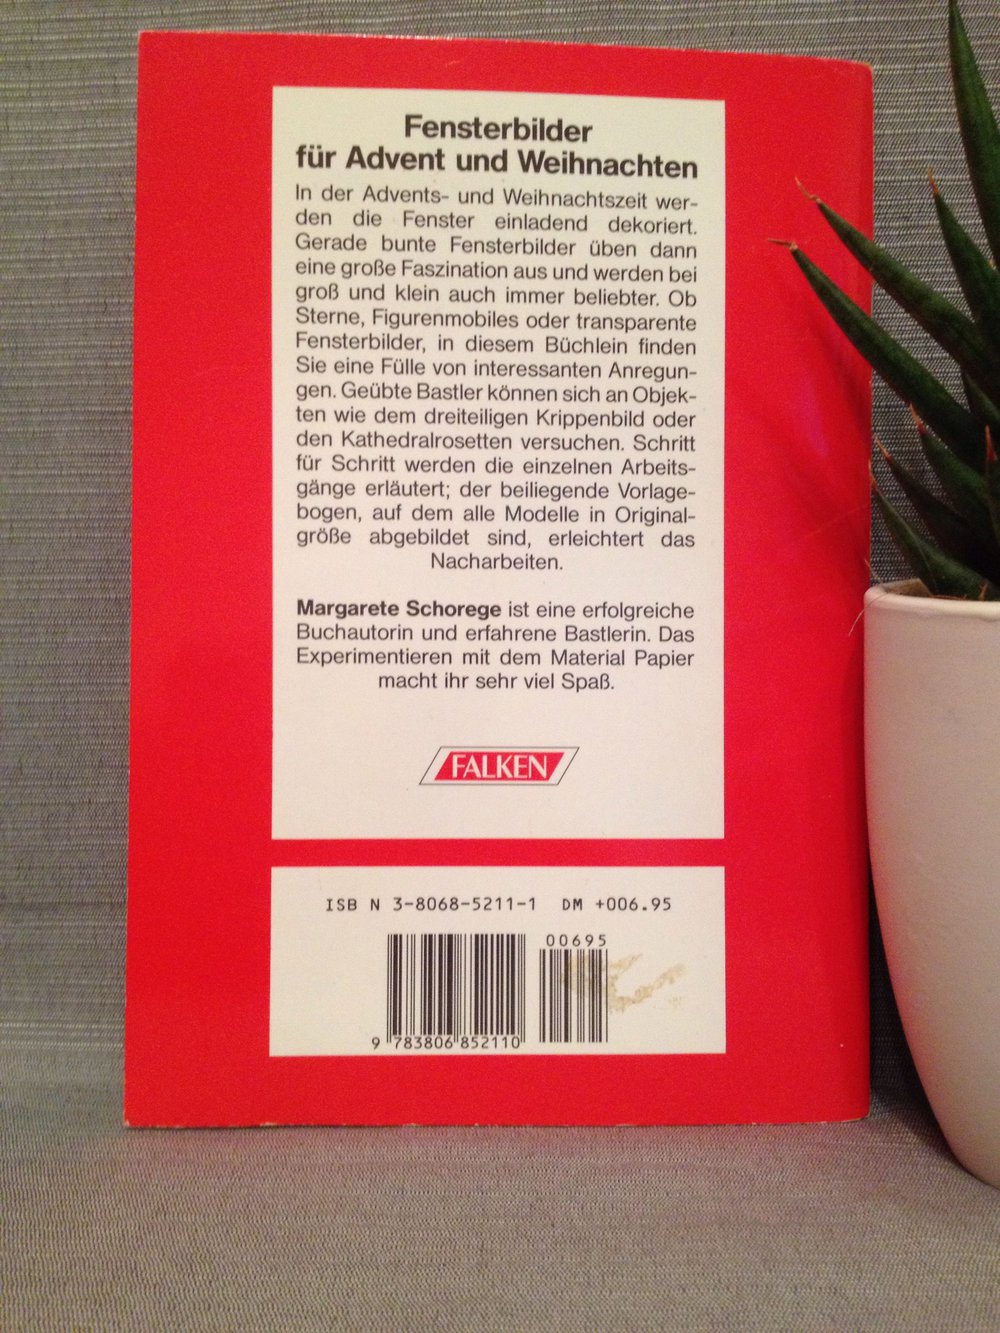 Fensterbilder
für Advent und Weihnachten
In der Advents- und Weihnachtszeit wer-
den die Fenster einladend dekoriert.
Gerade bunte Fensterbilder üben dann
eine große Faszination aus und werden bei
groß und klein auch immer beliebter. Ob
Sterne, Figurenmobiles oder transparente
Fensterbilder, in diesem Büchlein finden
Sie eine Fülle von interessanten Anregun-
gen. Geübte Bastler können sich an Objek-
ten wie dem dreiteiligen Krippenbild oder
den Kathedralrosetten versuchen. Schritt
für Schritt werden die einzelnen Arbeits-
gänge erläutert; der beiliegende Vorlage-
bogen, auf dem alle Modelle in Original-
größe abgebildet sind, erleichtert das
Nacharbeiten.
Margarete Schorege ist eine erfolgreiche
Buchautorin und erfahrene Bastlerin. Das
Experimentieren mit dem Material Papier
macht ihr sehr viel Spaß.
FALKEN
ISB N 3-8068-5211-1 DM +006.95
00695
9 783806 852110